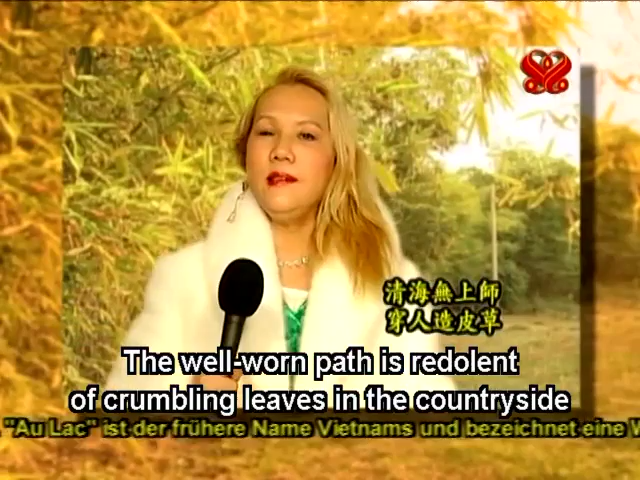 清海無上師
穿人造皮草
The well-worn path is redolent
of crumbling leaves in the countryside
"Au Lac" ist der frühere Name Vietnams und bezeichnet eine W